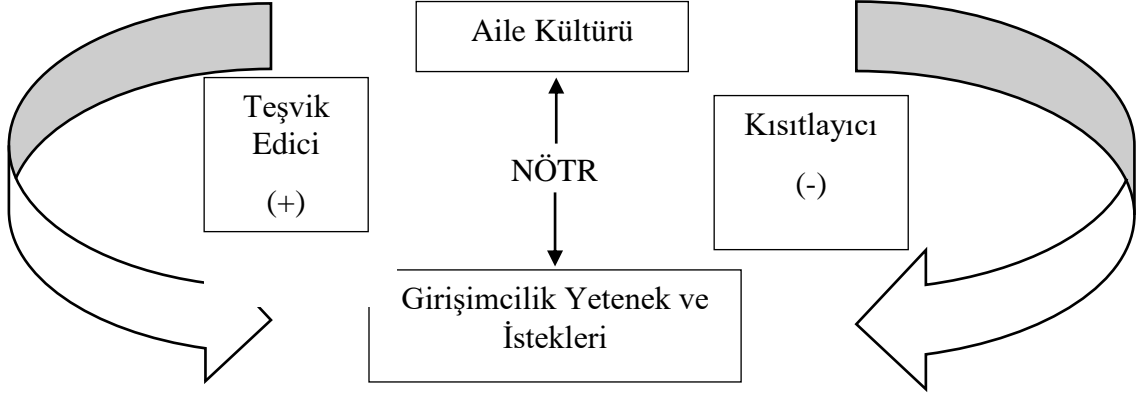 Aile Kültürü
Teşvik
Edici
(+)
NÖTR
Kısıtlayıcı
(-)
Girişimcilik Yetenek ve
İstekleri